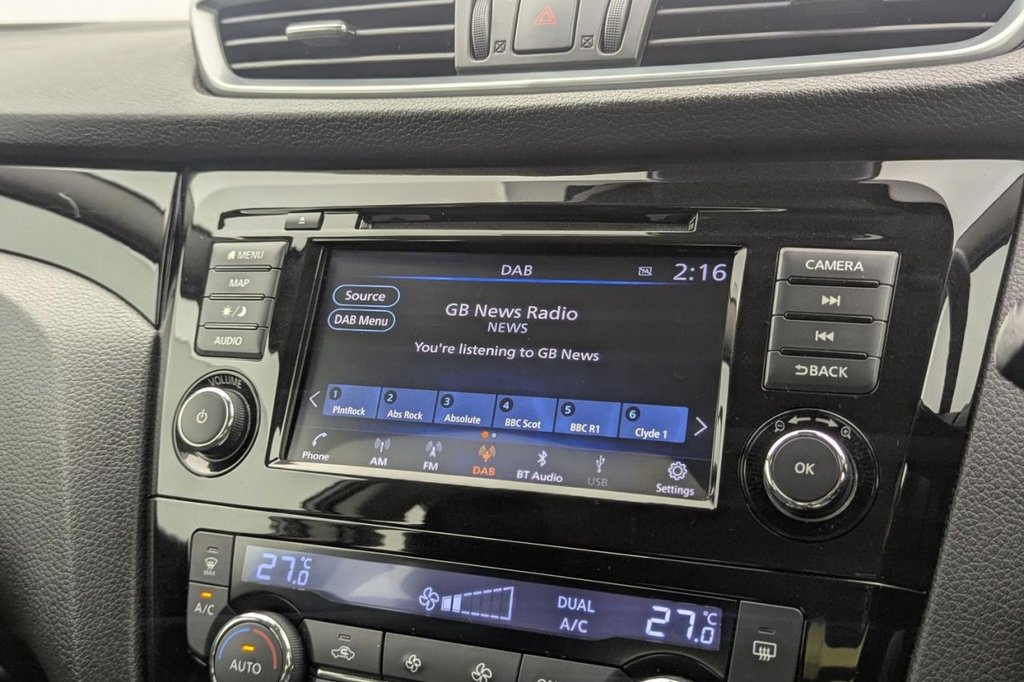 MENU
MAP
AUDIO
VOLUME
DAB
2:16
Source
DAB Menu
GB News Radio
NEWS
You're listening to GB News
1 PlntRock
2 Abs Rock
3 Absolute
4 BBC Scot
5 BBC R1
6 Clyde 1
Phone
AM
FM
DAB
BT Audio
USB
Settings
CAMERA
BACK
OK
MAX
A/C
27.0 °C
DUAL
A/C
27.0 °C
AUTO